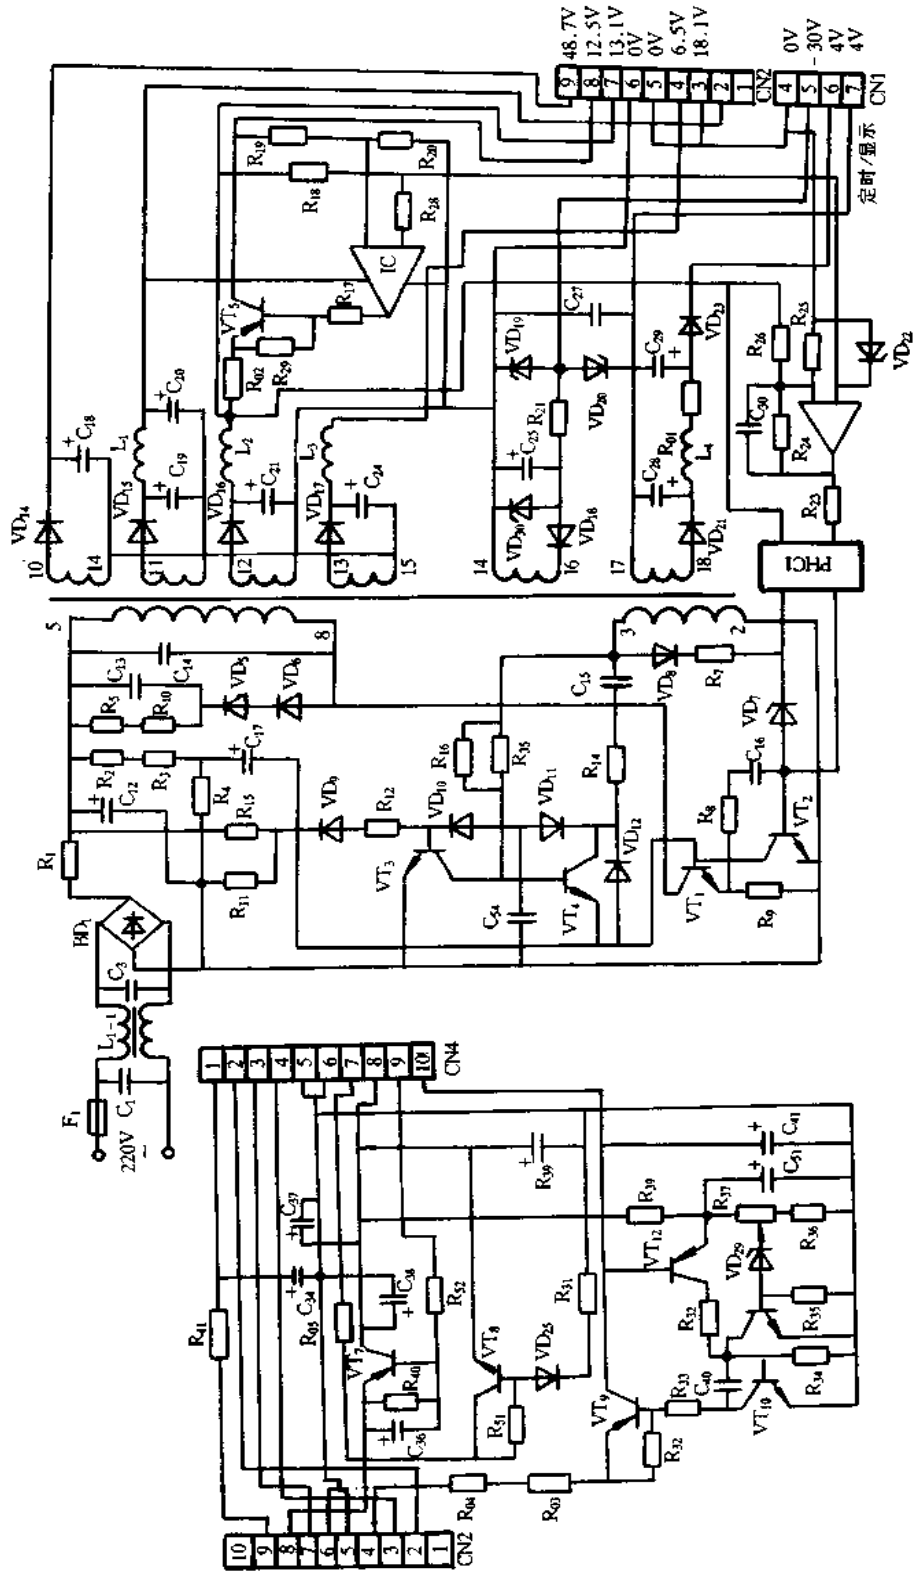 220V
~
F₁
C₁
L₁₋₁
C₃
BD₁
R₁
C₁₂
R₂
R₃
R₅
R₁₀
C₁₃
C₁₄
5
8
R₄
C₁₇
VD₅
VD₆
R₁₅
R₁₁
VD₉
R₁₂
VT₃
VD₁₀
R₁₆
R₃₅
C₅₄
VT₄
VD₁₁
VD₁₂
R₁₄
C₁₅
3
2
VD₈
R₇
VT₁
R₈
C₁₆
VD₇
R₉
VT₂
PHC1
10
14
11
12
13
15
14
16
17
18
VD₁₄
C₁₈
VD₁₅
L₁
C₁₉
C₂₀
VD₁₆
L₂
C₂₁
R₀₂
R₂₉
VT₅
R₁₇
IC
R₁₈
R₁₉
R₂₀
R₂₈
VD₁₇
L₃
C₂₄
VD₃₀
C₂₅
VD₁₈
R₂₁
VD₁₉
VD₂₀
C₂₇
C₂₈
C₂₉
VD₂₁
L₄
R₀₁
VD₂₃
R₂₃
R₂₄
C₃₀
R₂₆
R₂₅
VD₂₂
9
8
7
6
5
4
3
2
1
CN2
48.7V
12.5V
13.1V
0V
0V
6.5V
18.1V
4
5
6
7
CN1
0V
-30V
4V
4V
定时/显示
10
9
8
7
6
5
4
3
2
1
CN2
1
2
3
4
5
6
7
8
9
10
CN4
R₄₁
C₃₄
C₃₇
R₀₅
VT₇
C₃₈
R₄₀
C₃₆
R₅₂
VT₈
R₅₁
VD₂₅
R₃₉
R₃₁
R₀₄
R₀₃
VT₉
R₃₂
R₃₃
C₄₀
VT₁₀
R₃₂
VT₁₂
R₃₉
R₃₇
VD₂₉
R₃₄
R₃₅
R₃₆
C₅₁
C₄₁